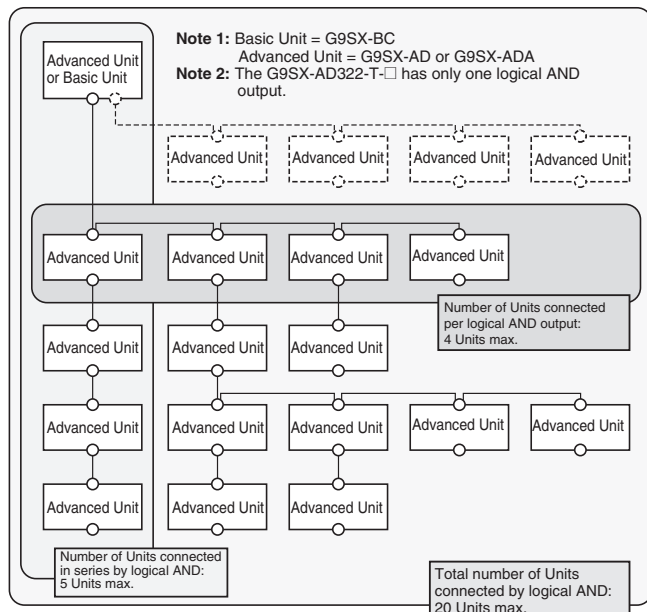 Advanced Unit
or Basic Unit
Note 1: Basic Unit = G9SX-BC
Advanced Unit = G9SX-AD or G9SX-ADA
Note 2: The G9SX-AD322-T-□ has only one logical AND
output.
Advanced Unit
Advanced Unit
Advanced Unit
Advanced Unit
Advanced Unit
Advanced Unit
Advanced Unit
Advanced Unit
Number of Units connected
per logical AND output:
4 Units max.
Advanced Unit
Advanced Unit
Advanced Unit
Advanced Unit
Advanced Unit
Advanced Unit
Advanced Unit
Advanced Unit
Advanced Unit
Advanced Unit
Advanced Unit
Number of Units connected
in series by logical AND:
5 Units max.
Total number of Units
connected by logical AND:
20 Units max.